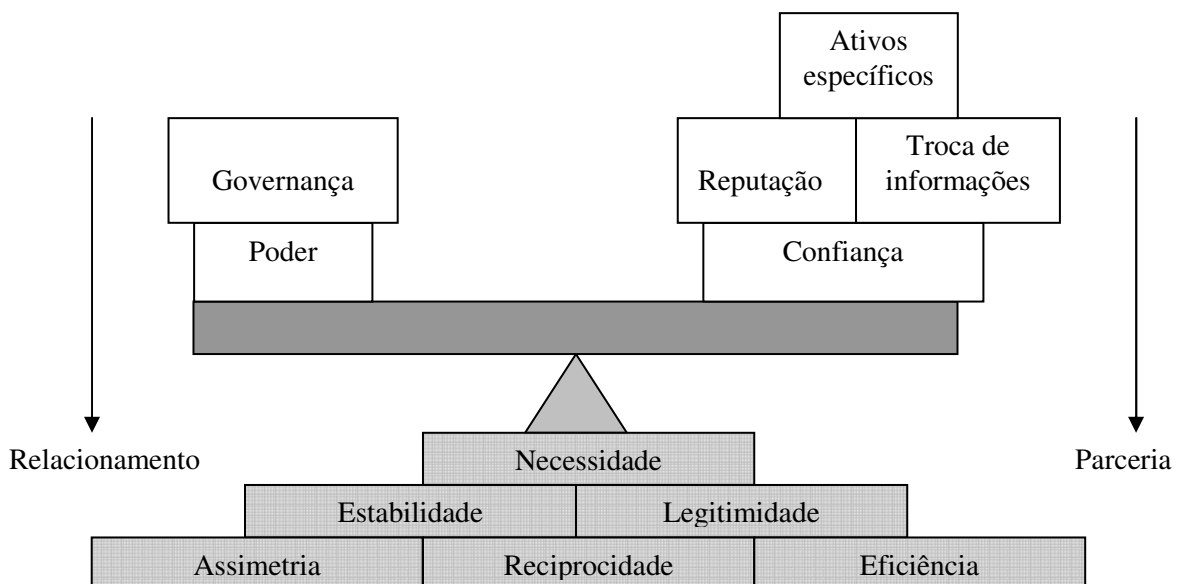 Ativos
específicos
Governança
Reputação
Troca de
informações
Poder
Confiança
Relacionamento
Necessidade
Parceria
Estabilidade
Legitimidade
Assimetria
Reciprocidade
Eficiência